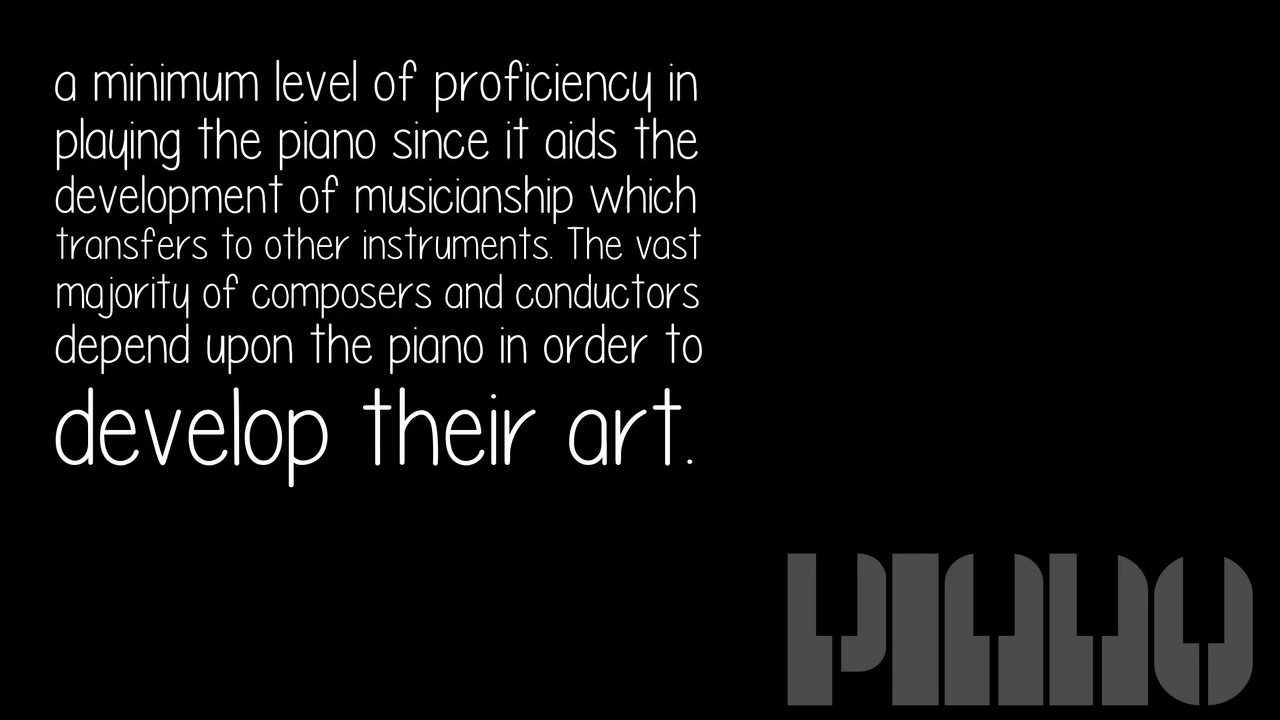 a minimum level of proficiency in
playing the piano since it aids the
development of musicianship which
transfers to other instruments. The vast
majority of composers and conductors
depend upon the piano in order to
develop their art.
PIANO